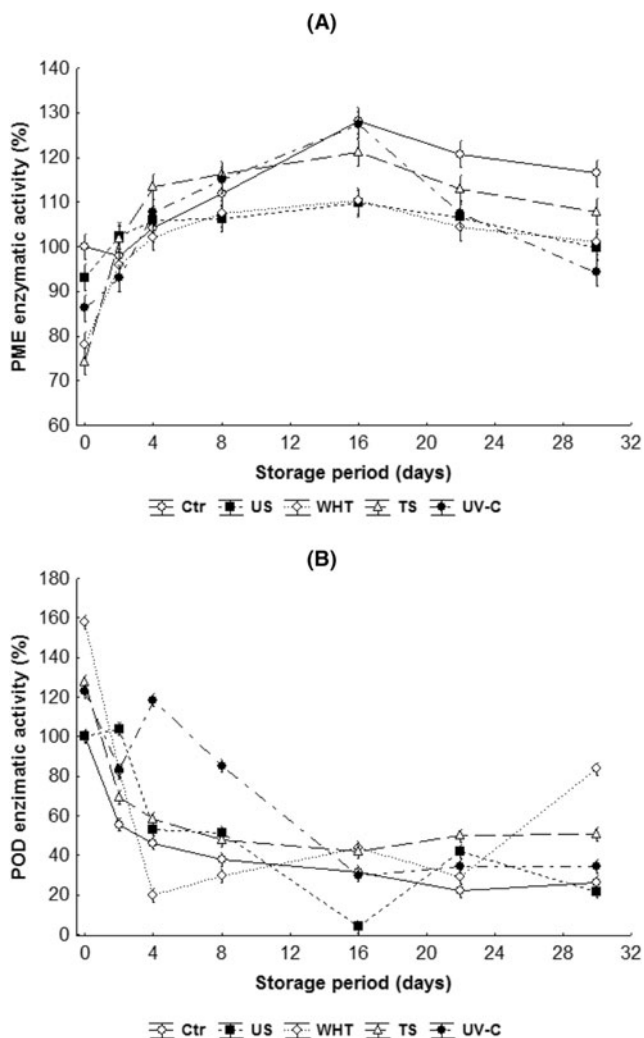 (A)
PME enzymatic activity (%)
140
130
120
110
100
90
80
70
60
0 4 8 12 16 20 24 28 32
Storage period (days)
Ctr US WHT TS UV-C
(B)
POD enzimatic activity (%)
180
160
140
120
100
80
60
40
20
0
0 4 8 12 16 20 24 28 32
Storage period (days)
Ctr US WHT TS UV-C